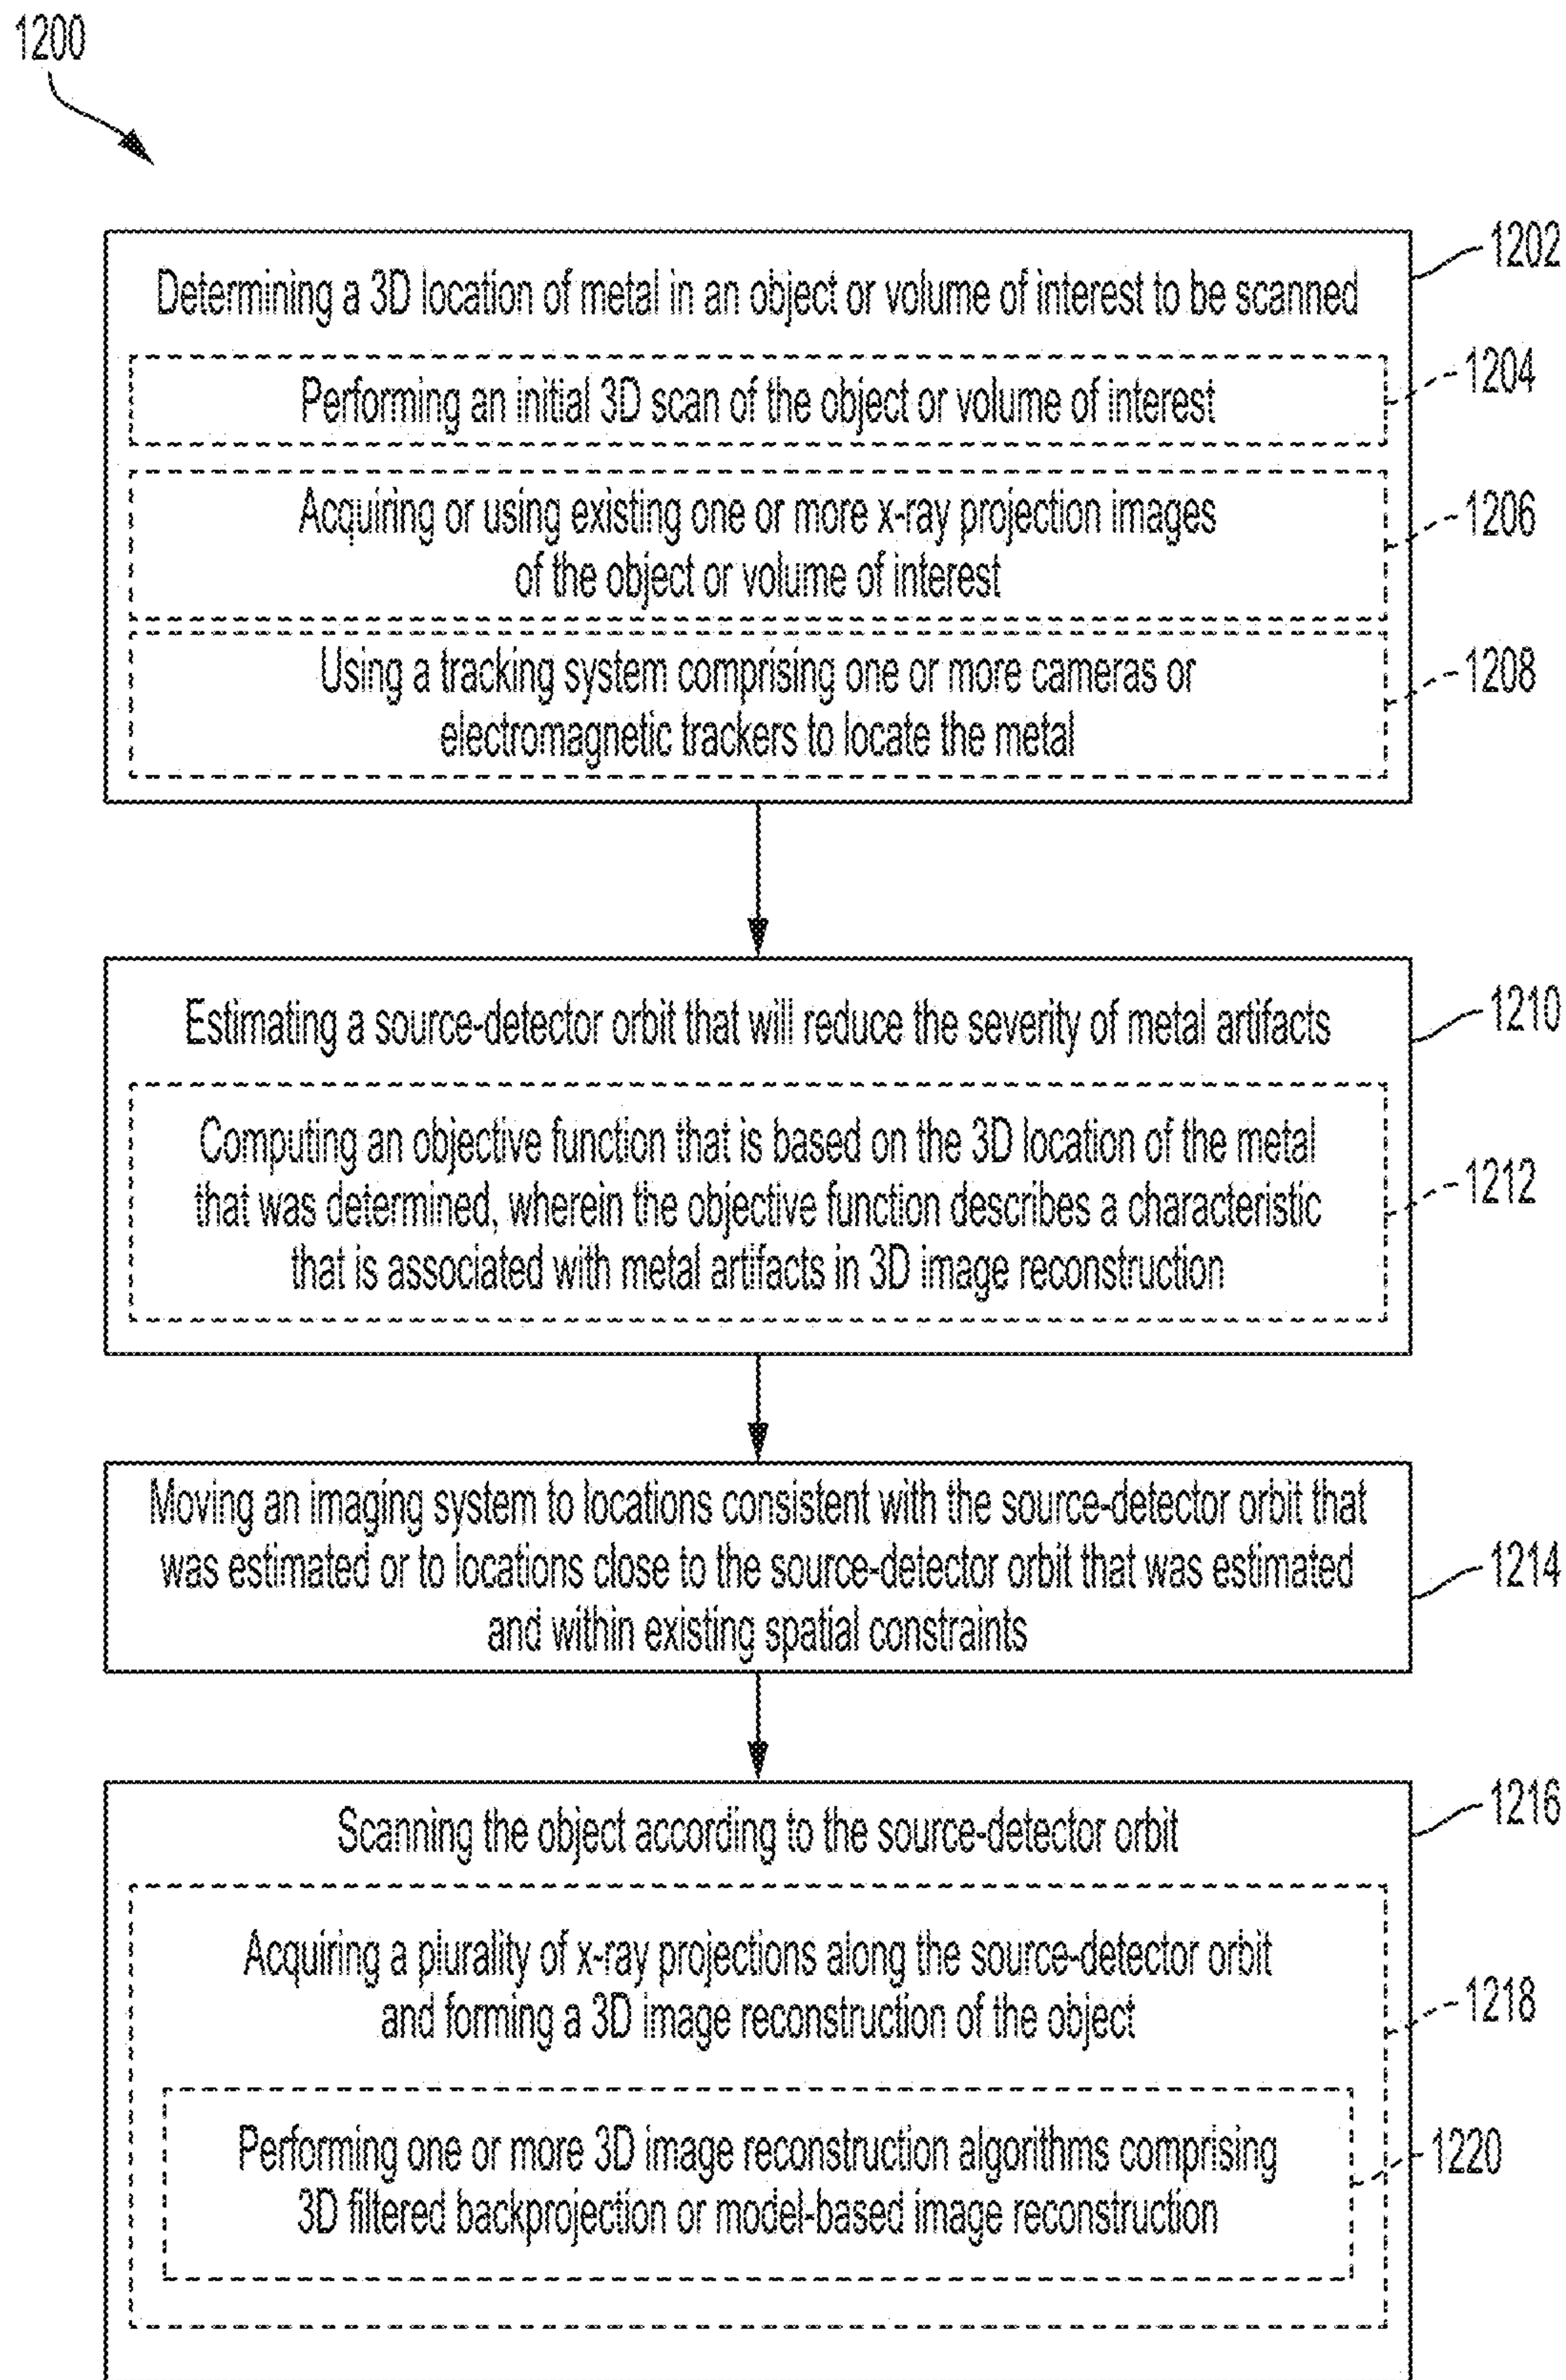 1200
Determining a 3D location of metal in an object or volume of interest to be scanned
1202
Performing an initial 3D scan of the object or volume of interest
1204
Acquiring or using existing one or more x-ray projection images
of the object or volume of interest
1206
Using a tracking system comprising one or more cameras or
electromagnetic trackers to locate the metal
1208
Estimating a source-detector orbit that will reduce the severity of metal artifacts
1210
Computing an objective function that is based on the 3D location of the metal
that was determined, wherein the objective function describes a characteristic
that is associated with metal artifacts in 3D image reconstruction
1212
Moving an imaging system to locations consistent with the source-detector orbit that
was estimated or to locations close to the source-detector orbit that was estimated
and within existing spatial constraints
1214
Scanning the object according to the source-detector orbit
1216
Acquiring a plurality of x-ray projections along the source-detector orbit
and forming a 3D image reconstruction of the object
1218
Performing one or more 3D image reconstruction algorithms comprising
3D filtered backprojection or model-based image reconstruction
1220